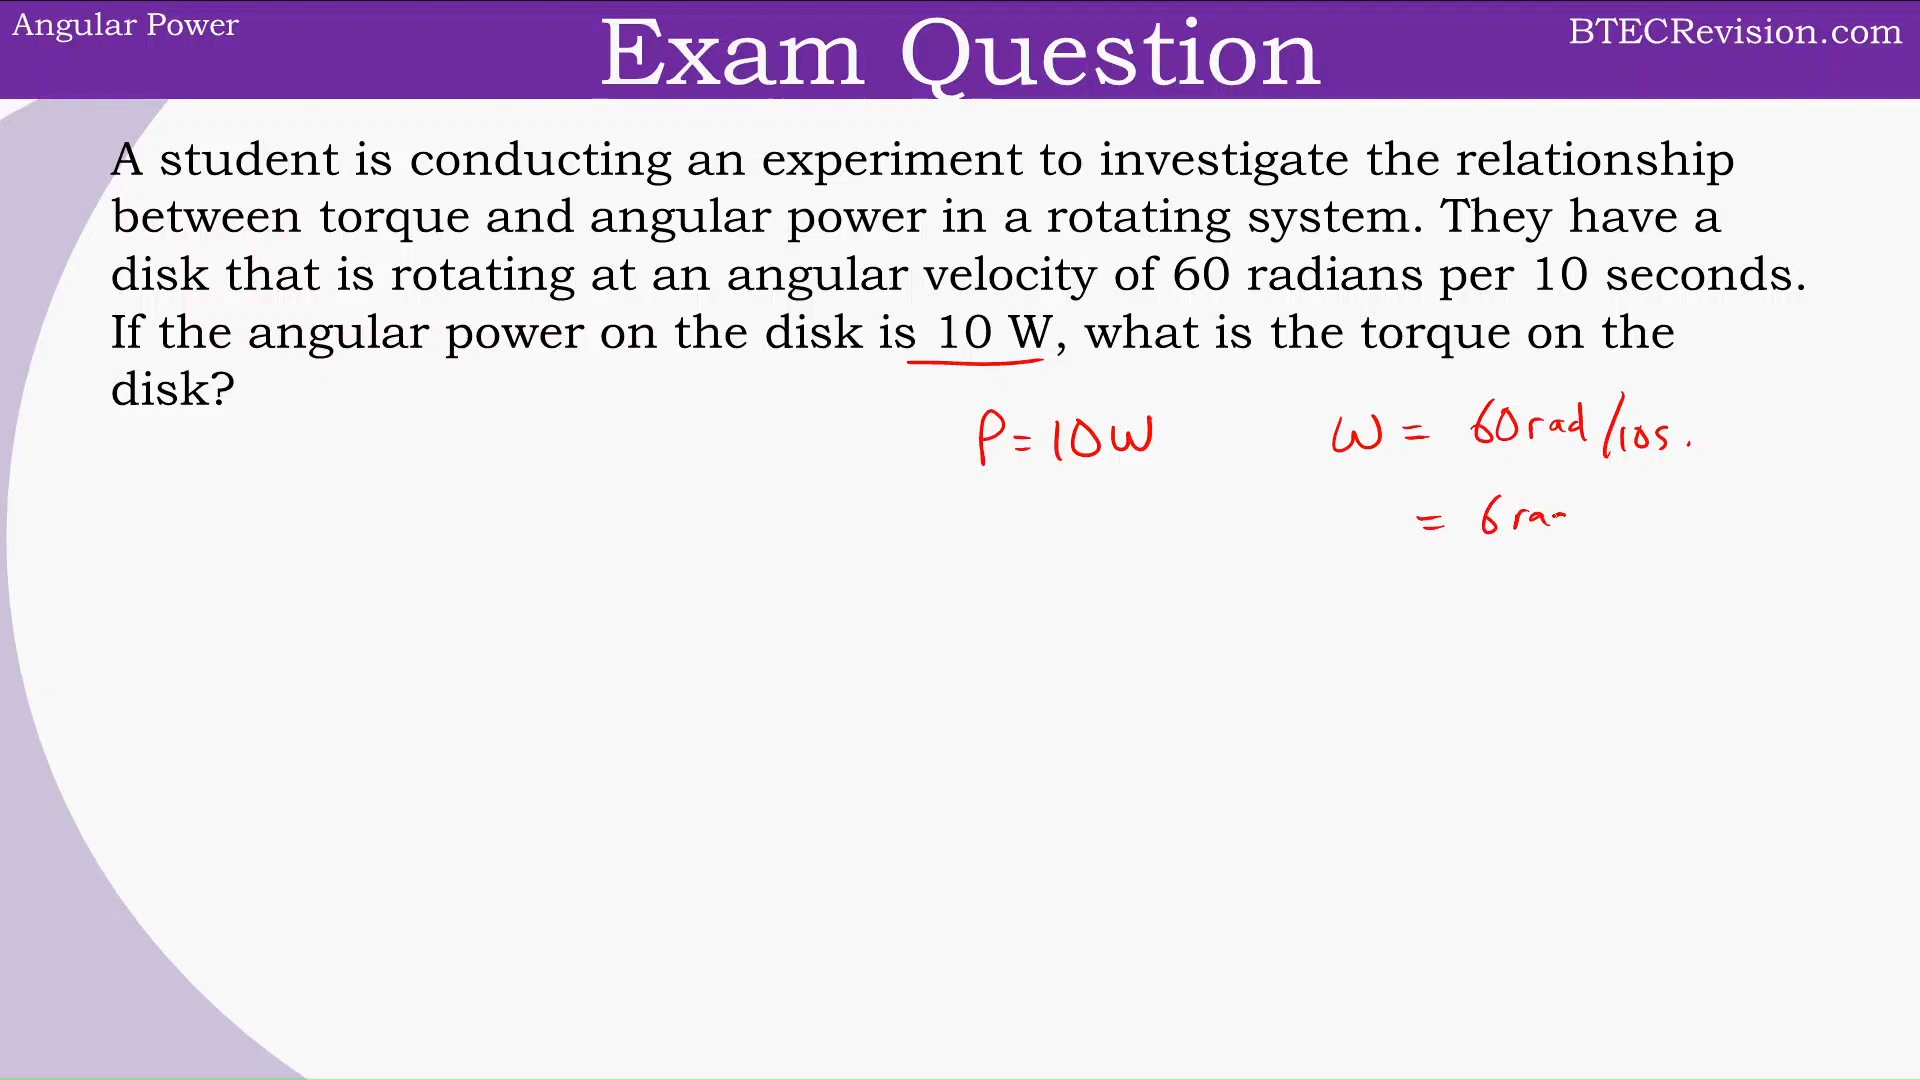 Angular Power
Exam Question
BTECRevision.com
A student is conducting an experiment to investigate the relationship
between torque and angular power in a rotating system. They have a
disk that is rotating at an angular velocity of 60 radians per 10 seconds.
If the angular power on the disk is 10 W, what is the torque on the
disk?
P = 10W
ω = 60rad/10s.
= 6ra